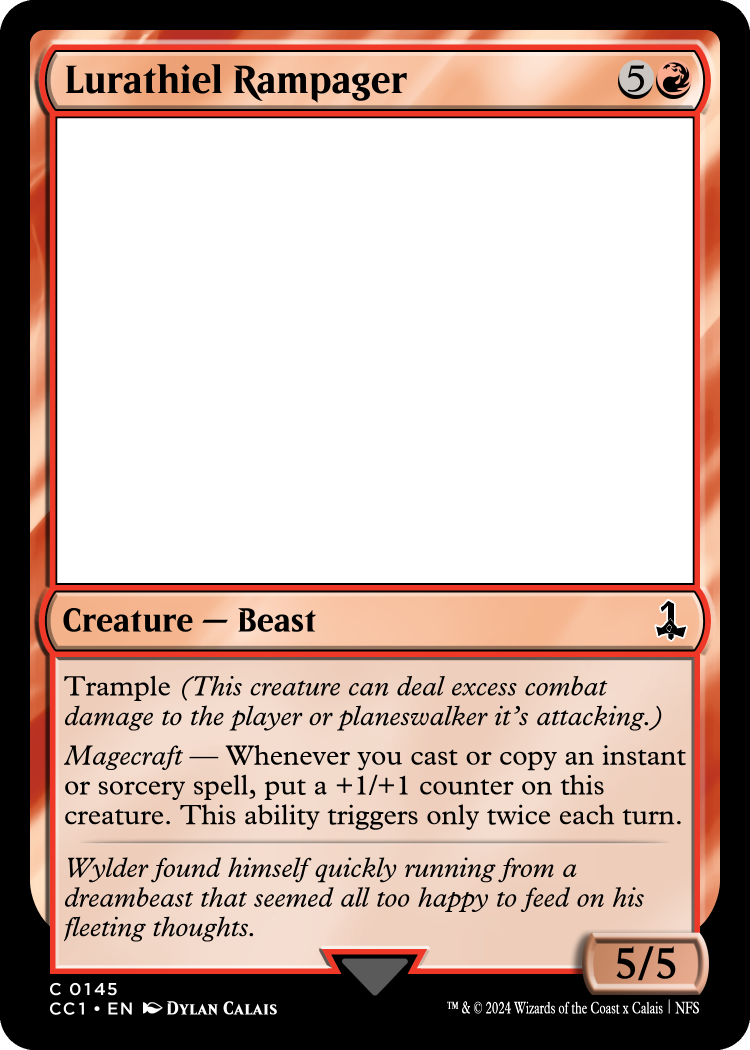 Lurathiel Rampager 5
Creature — Beast 1
Trample (This creature can deal excess combat
damage to the player or planeswalker it's attacking.)
Magecraft — Whenever you cast or copy an instant
or sorcery spell, put a +1/+1 counter on this
creature. This ability triggers only twice each turn.
Wylder found himself quickly running from a
dreambeast that seemed all too happy to feed on his
fleeting thoughts.
5/5
C 0145
CC1 • EN Dylan Calais ™ & © 2024 Wizards of the Coast x Calais | NFS